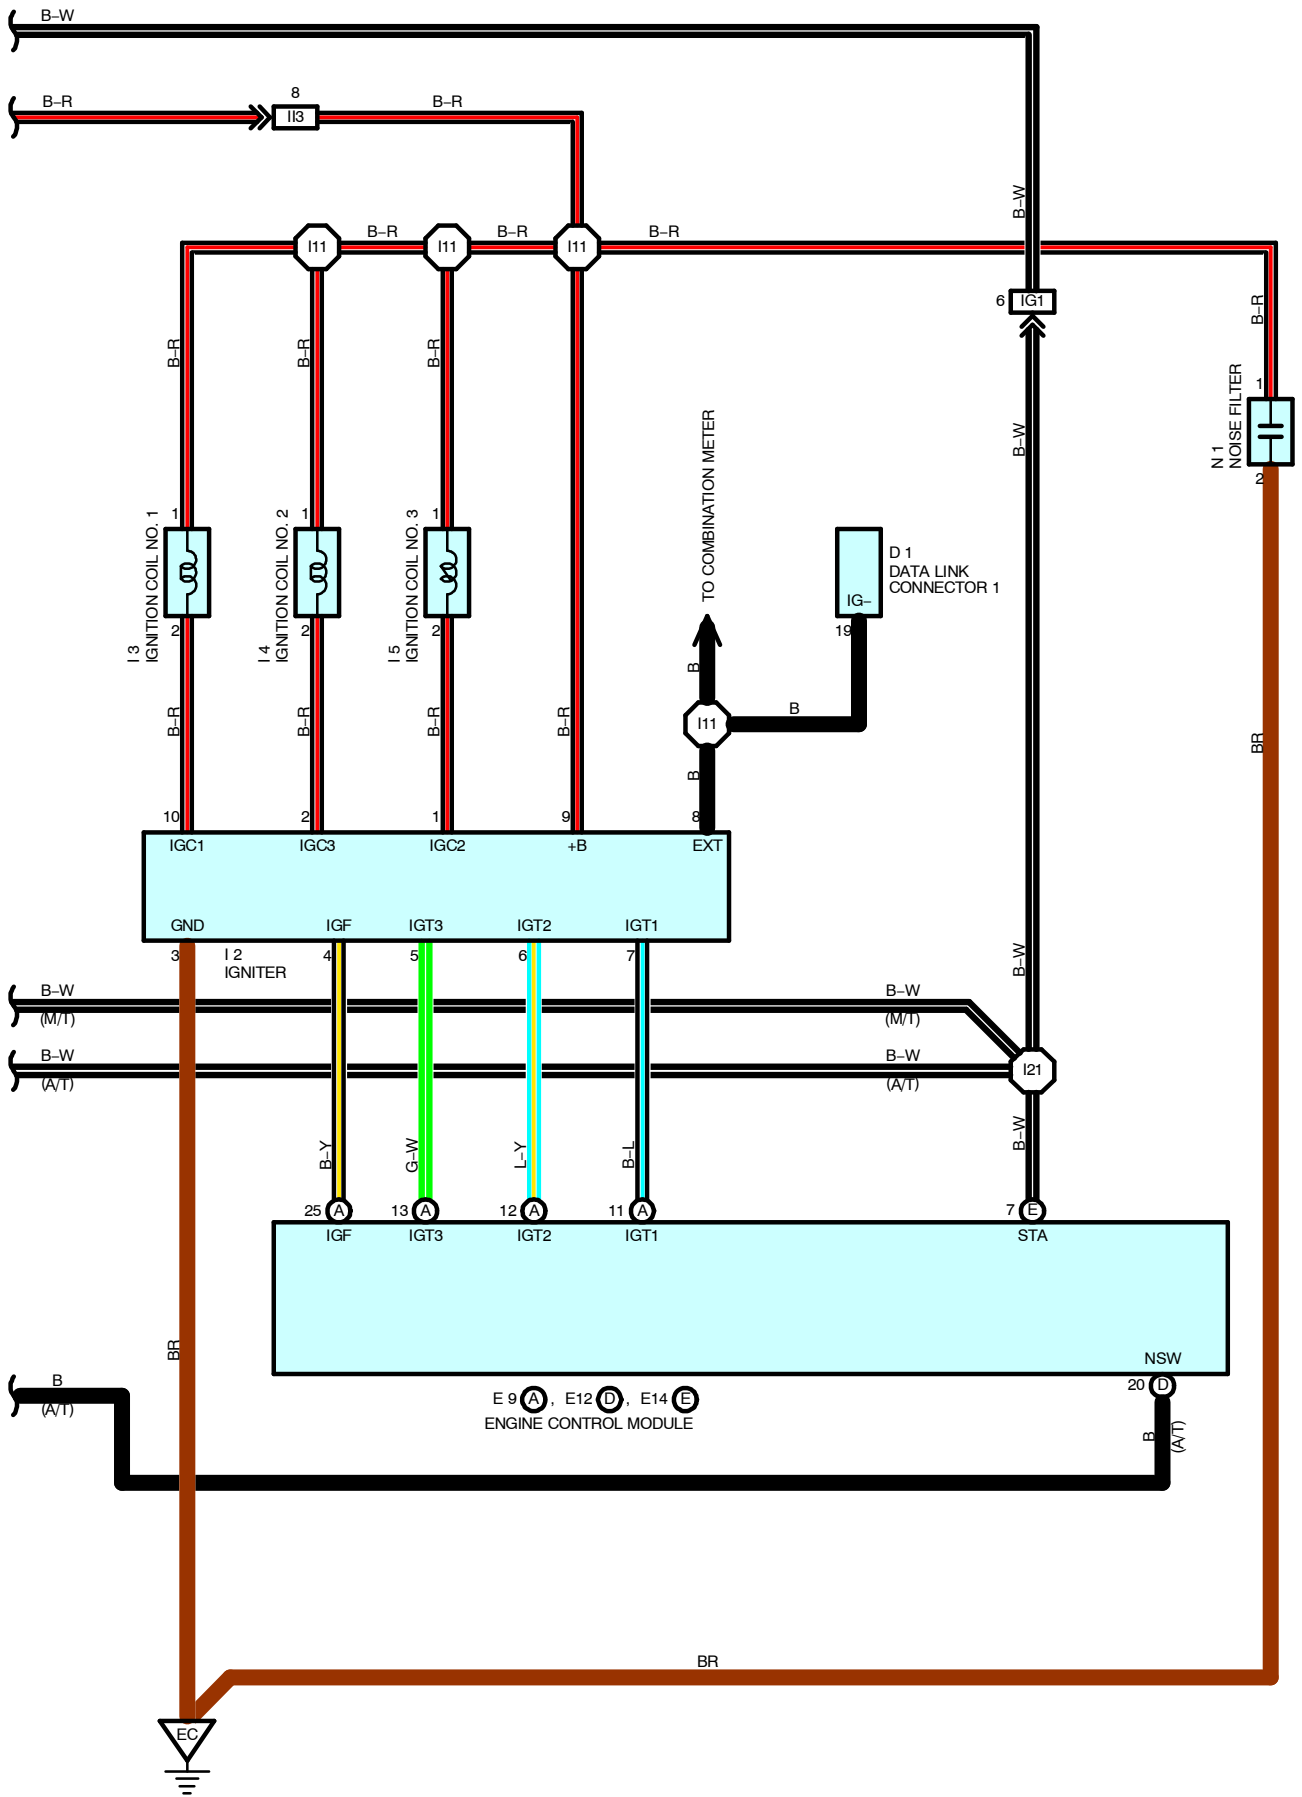 B–W
B–R
8
II3
B–R
B–W
I11
B–R
I11
B–R
I11
B–R
6
IG1
B–R
B–R
B–R
B–R
B–W
1
N 1
NOISE FILTER
2
TO COMBINATION METER
1
I 3
IGNITION COIL NO. 1
2
1
I 4
IGNITION COIL NO. 2
2
1
I 5
IGNITION COIL NO. 3
2
D 1
DATA LINK
CONNECTOR 1
IG–
19
B
B–R
B–R
B–R
B–R
I11
B
B
BR
10
2
1
9
8
IGC1
IGC3
IGC2
+B
EXT
GND
IGF
IGT3
IGT2
IGT1
3
I 2
IGNITER
4
5
6
7
B–W
B–W
(M/T)
B–W
(M/T)
B–W
(A/T)
B–W
(A/T)
I21
B–Y
G–W
L–Y
B–L
B–W
25
A
13
A
12
A
11
A
7
E
IGF
IGT3
IGT2
IGT1
STA
BR
NSW
20
D
B
(A/T)
E 9 A , E12 D , E14 E
ENGINE CONTROL MODULE
B
(A/T)
BR
EC